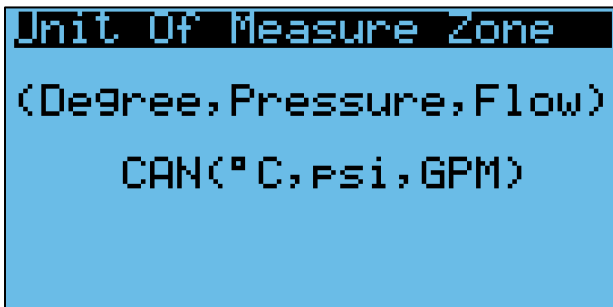 Unit Of Measure Zone
(Degree,Pressure,Flow)
CAN(°C,psi,GPM)